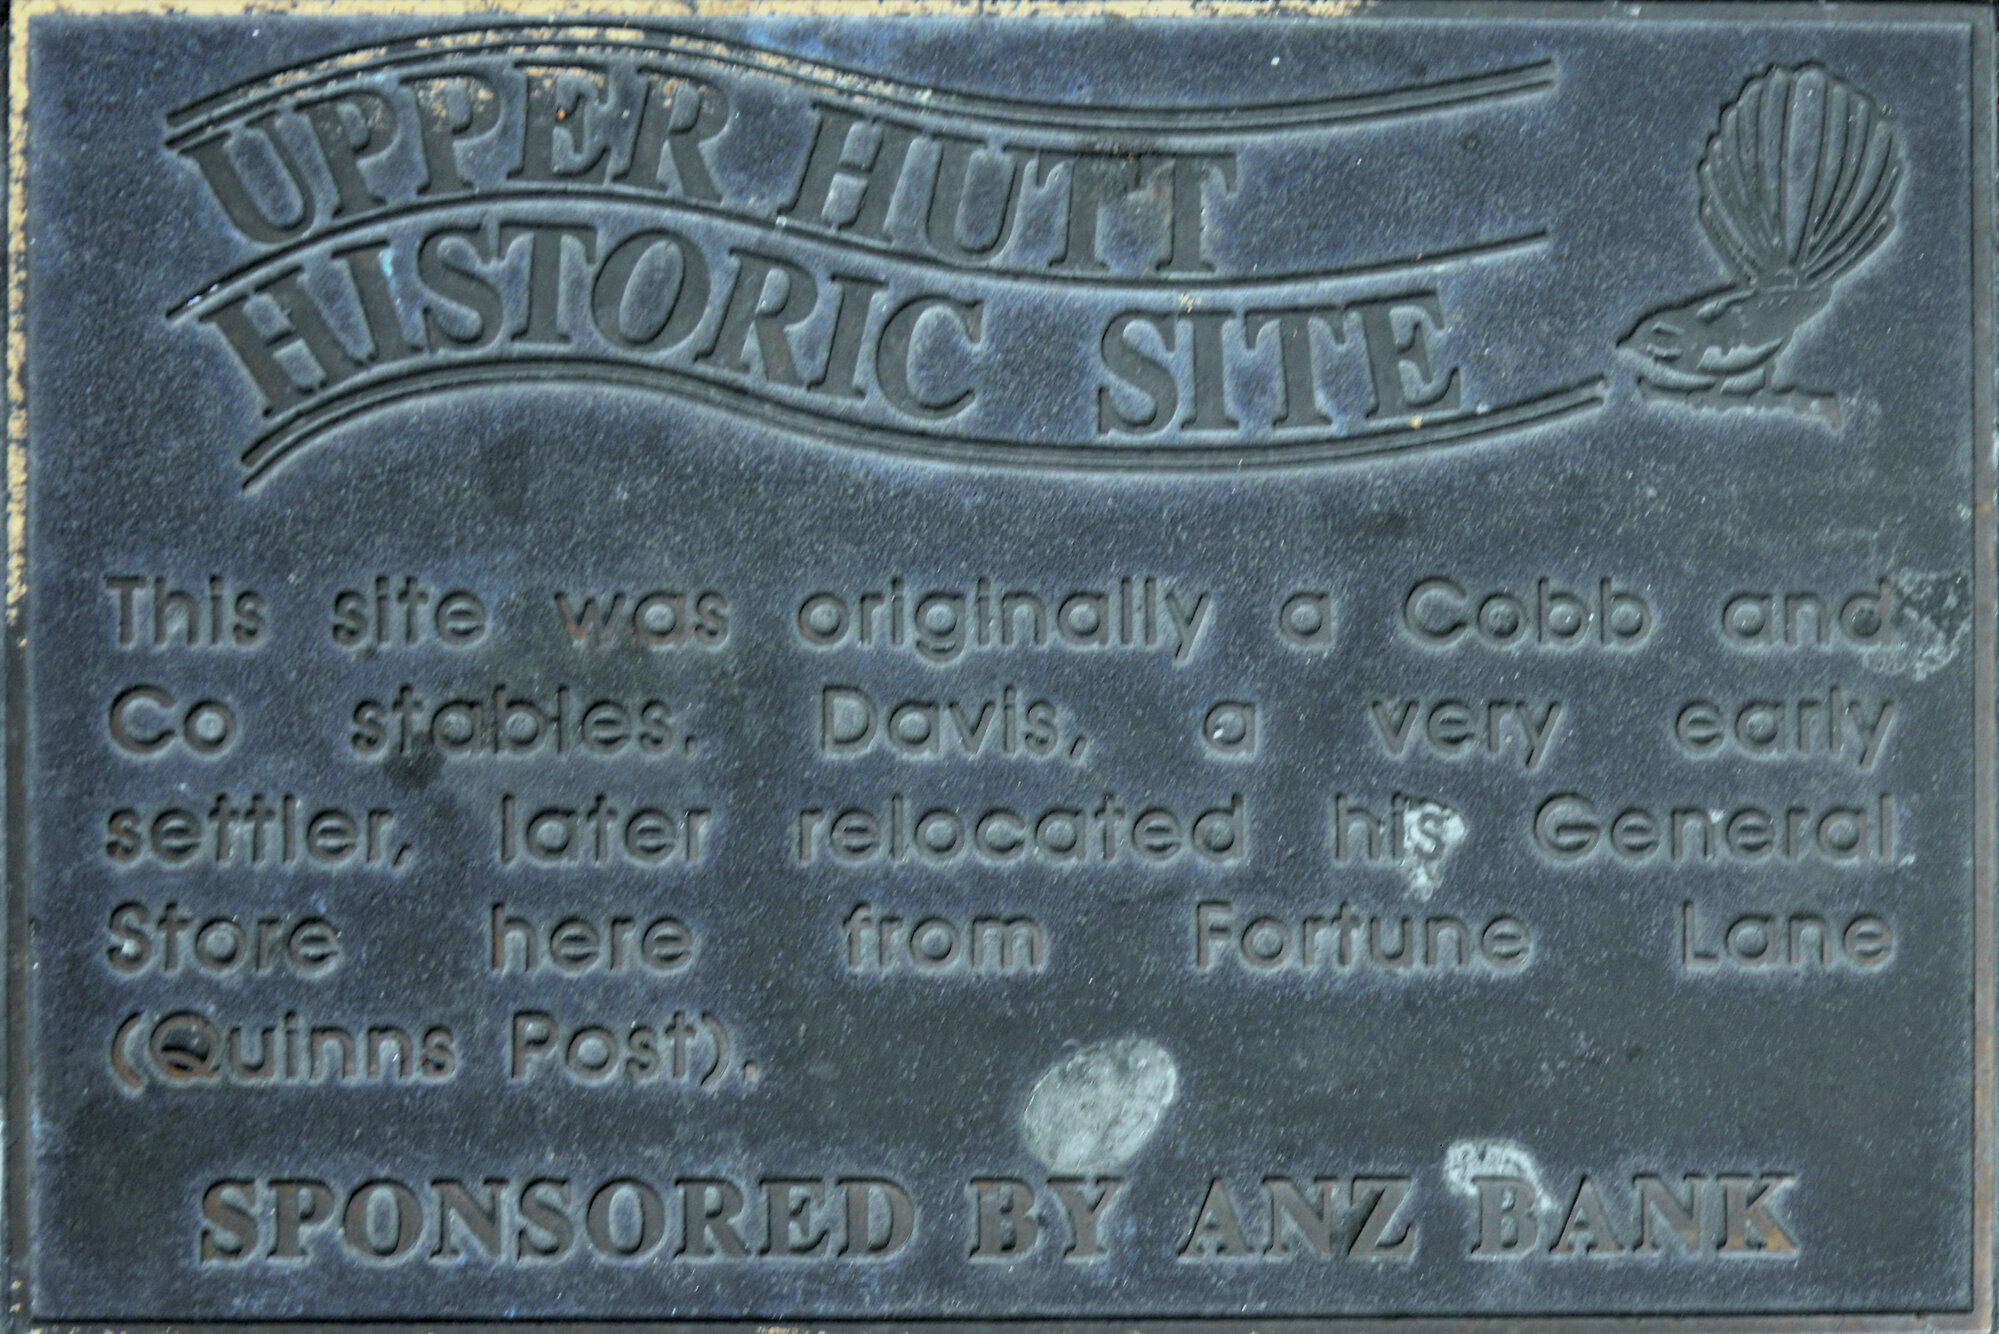 UPPER HUTT
HISTORIC SITE
This site was originally a Cobb and
Co stables. Davis, a very early
settler, later relocated his General
Store here from Fortune Lane
(Quinns Post).
SPONSORED BY ANZ BANK